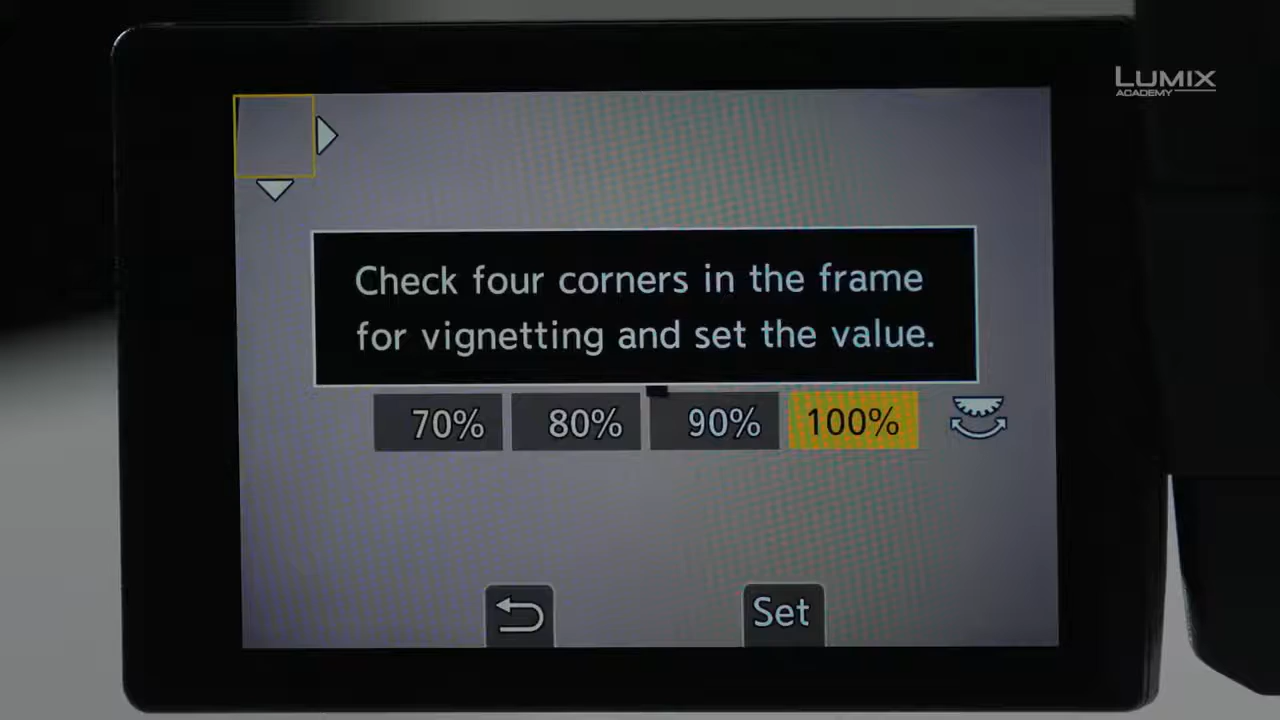 LUMIX
ACADEMY
Check four corners in the frame
for vignetting and set the value.
70% 80% 90% 100%
Set